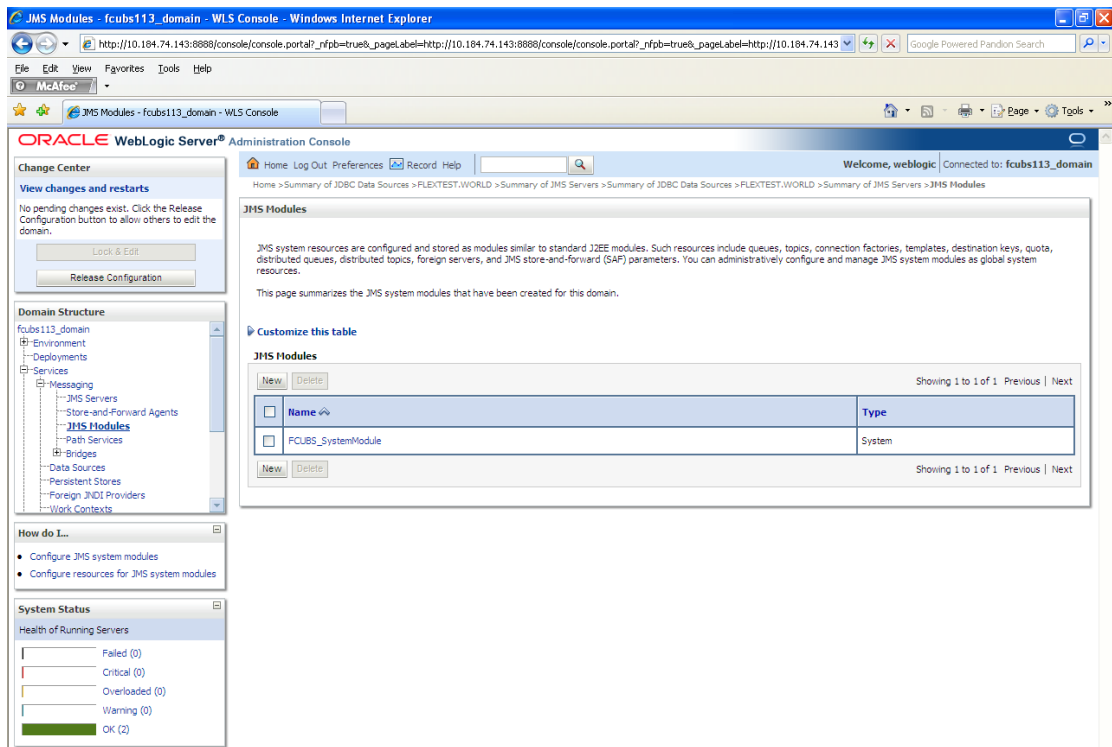 JMS Modules - fcubs113_domain - WLS Console - Windows Internet Explorer
http://10.184.74.143:8888/console/console.portal?_nfpb=true&_pageLabel=http://10.184.74.143:8888/console/console.portal?_nfpb=true&_pageLabel=http://10.184.74.143
Google Powered Pandion Search
File Edit View Favorites Tools Help
McAfee
JMS Modules - fcubs113_domain - WLS Console
Page Tools
ORACLE WebLogic Server® Administration Console
Change Center
View changes and restarts
No pending changes exist. Click the Release
Configuration button to allow others to edit the
domain.
Lock & Edit
Release Configuration
Domain Structure
fcubs113_domain
Environment
Deployments
Services
Messaging
JMS Servers
Store-and-Forward Agents
JMS Modules
Path Services
Bridges
Data Sources
Persistent Stores
Foreign JNDI Providers
Work Contexts
How do I...
Configure JMS system modules
Configure resources for JMS system modules
System Status
Health of Running Servers
Failed (0)
Critical (0)
Overloaded (0)
Warning (0)
OK (2)
Home Log Out Preferences Record Help
Welcome, weblogic Connected to: fcubs113_domain
Home >Summary of JDBC Data Sources >FLEXTEST.WORLD >Summary of JMS Servers >Summary of JDBC Data Sources >FLEXTEST.WORLD >Summary of JMS Servers >JMS Modules
JMS Modules
JMS system resources are configured and stored as modules similar to standard J2EE modules. Such resources include queues, topics, connection factories, templates, destination keys, quota,
distributed queues, distributed topics, foreign servers, and JMS store-and-forward (SAF) parameters. You can administratively configure and manage JMS system modules as global system
resources.
This page summarizes the JMS system modules that have been created for this domain.
Customize this table
JMS Modules
New Delete Showing 1 to 1 of 1 Previous | Next
Name Type
FCUBS_SystemModule System
New Delete Showing 1 to 1 of 1 Previous | Next